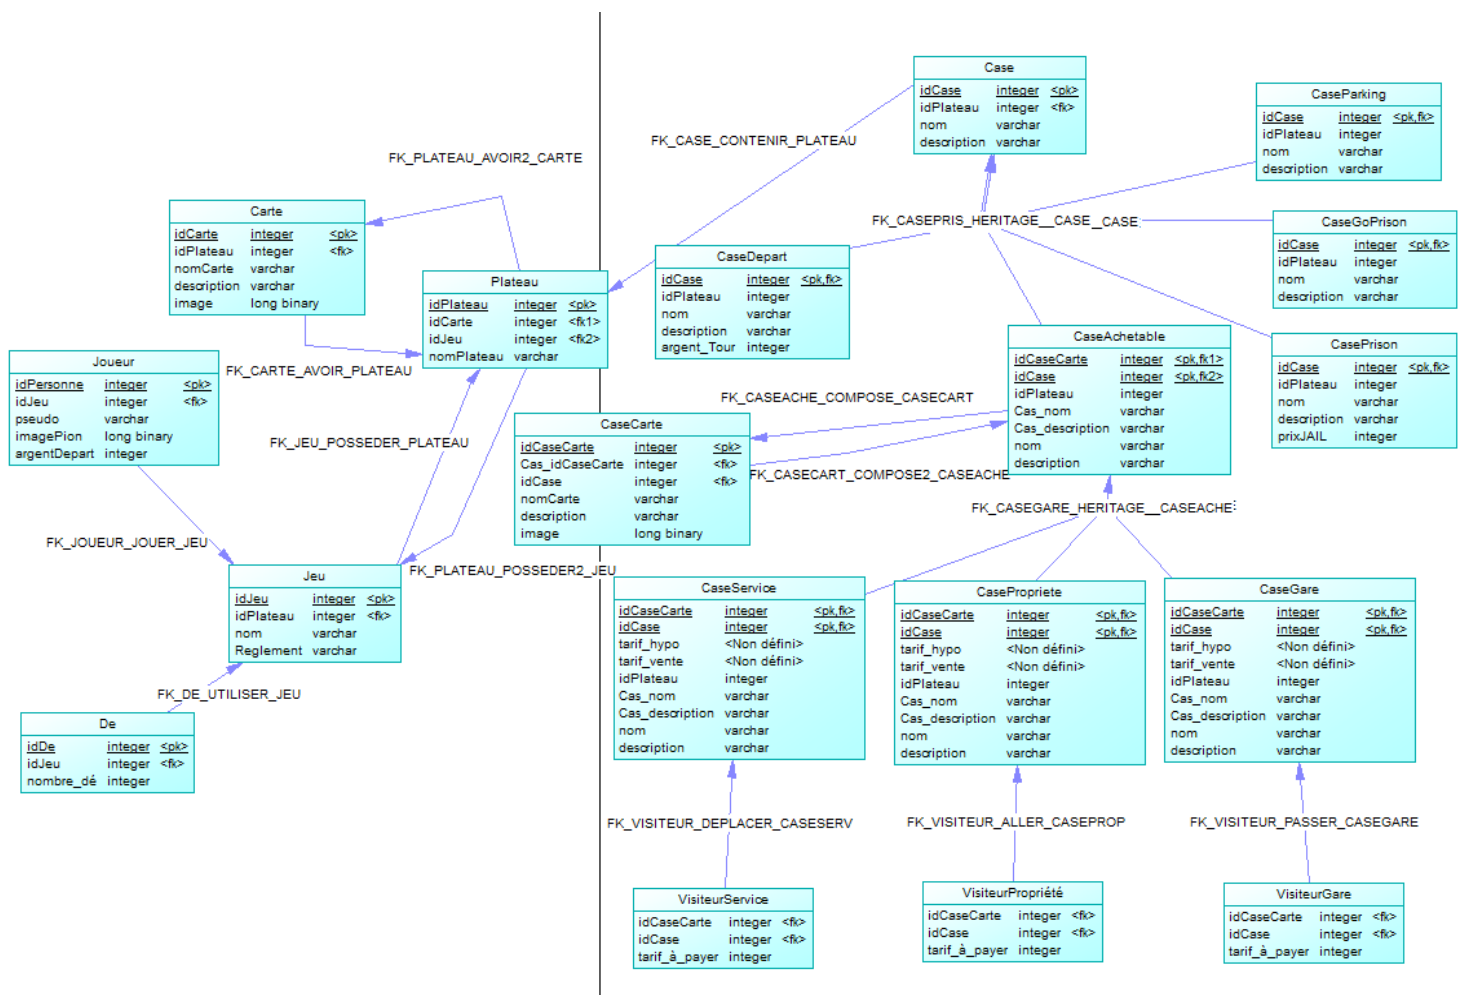 Case
idCase integer <pk>
idPlateau integer <fk>
nom varchar
description varchar
CaseParking
idCase integer <pk,fk>
idPlateau integer
nom varchar
description varchar
FK_CASE_CONTENIR_PLATEAU
FK_PLATEAU_AVOIR2_CARTE
Carte
idCarte integer <pk>
idPlateau integer <fk>
nomCarte varchar
description varchar
image long binary
FK_CASEPRIS_HERITAGE__CASE__CASE
CaseGoPrison
idCase integer <pk,fk>
idPlateau integer
nom varchar
description varchar
CaseDepart
idCase integer <pk,fk>
idPlateau integer
nom varchar
description varchar
argent_Tour integer
Plateau
idPlateau integer <pk>
idCarte integer <fk1>
idJeu integer <fk2>
nomPlateau varchar
CaseAchetable
idCaseCarte integer <pk,fk1>
idCase integer <pk,fk2>
idPlateau integer
Cas_nom varchar
Cas_description varchar
nom varchar
description varchar
CasePrison
idCase integer <pk,fk>
idPlateau integer
nom varchar
description varchar
prixJAIL integer
Joueur
idPersonne integer <pk>
idJeu integer <fk>
pseudo varchar
imagePion long binary
argentDepart integer
FK_CARTE_AVOIR_PLATEAU
FK_CASEACHE_COMPOSE_CASECART
CaseCarte
idCaseCarte integer <pk>
Cas_idCaseCarte integer <fk>
idCase integer <fk>
nomCarte varchar
description varchar
image long binary
FK_JEU_POSSEDER_PLATEAU
FK_CASECART_COMPOSE2_CASEACHE
FK_CASEGARE_HERITAGE__CASEACHE
FK_JOUEUR_JOUER_JEU
FK_PLATEAU_POSSEDER2_JEU
Jeu
idJeu integer <pk>
idPlateau integer <fk>
nom varchar
Reglement varchar
CaseService
idCaseCarte integer <pk,fk>
idCase integer <pk,fk>
tarif_hypo <Non défini>
tarif_vente <Non défini>
idPlateau integer
Cas_nom varchar
Cas_description varchar
nom varchar
description varchar
CasePropriete
idCaseCarte integer <pk,fk>
idCase integer <pk,fk>
tarif_hypo <Non défini>
tarif_vente <Non défini>
idPlateau integer
Cas_nom varchar
Cas_description varchar
nom varchar
description varchar
CaseGare
idCaseCarte integer <pk,fk>
idCase integer <pk,fk>
tarif_hypo <Non défini>
tarif_vente <Non défini>
idPlateau integer
Cas_nom varchar
Cas_description varchar
nom varchar
description varchar
FK_DE_UTILISER_JEU
De
idDe integer <pk>
idJeu integer <fk>
nombre_dé integer
FK_VISITEUR_DEPLACER_CASESERV
FK_VISITEUR_ALLER_CASEPROP
FK_VISITEUR_PASSER_CASEGARE
VisiteurService
idCaseCarte integer <fk>
idCase integer <fk>
tarif_à_payer integer
VisiteurPropriété
idCaseCarte integer <fk>
idCase integer <fk>
tarif_à_payer integer
VisiteurGare
idCaseCarte integer <fk>
idCase integer <fk>
tarif_à_payer integer